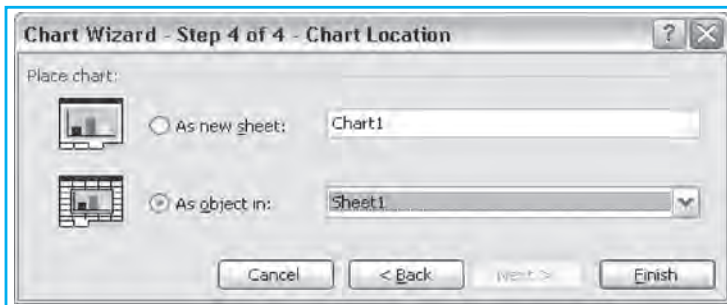 Chart Wizard - Step 4 of 4 - Chart Location
Place chart:
As new sheet: Chart1
As object in: Sheet1
Cancel < Back Next > Finish